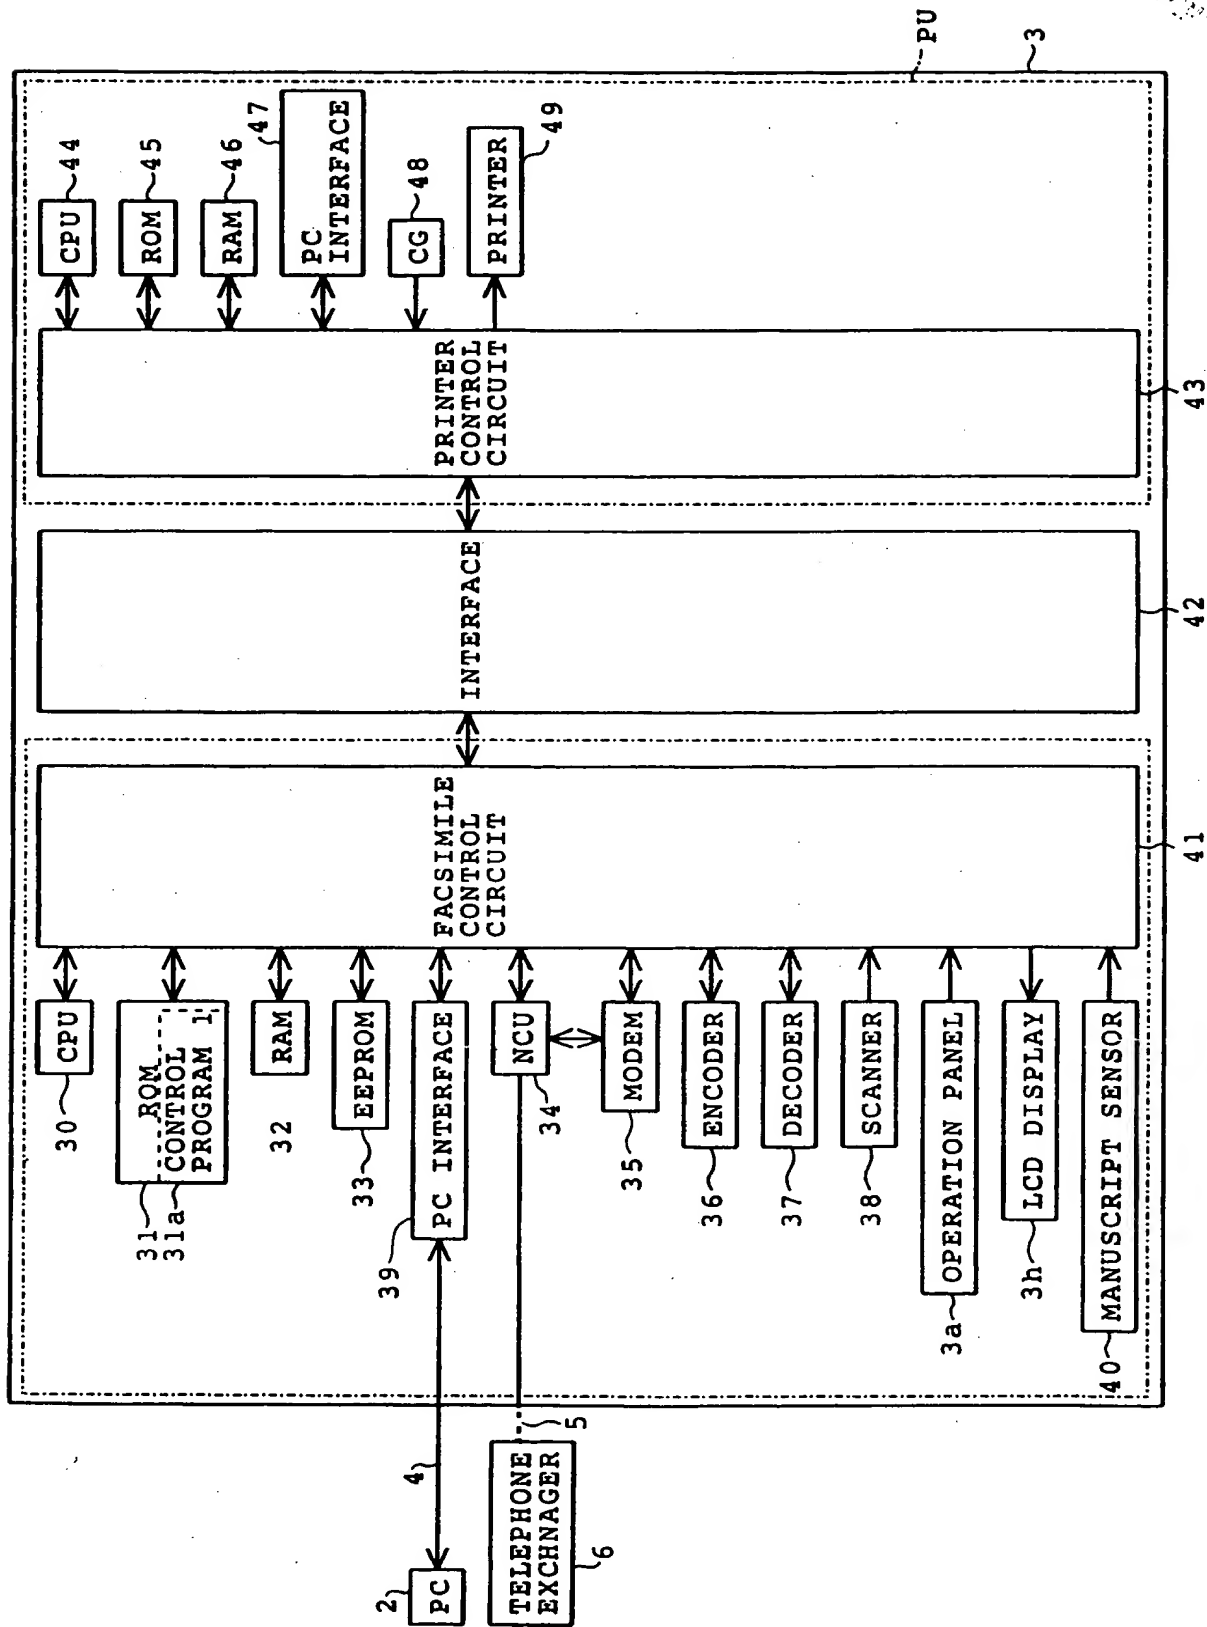 2
PC
4
TELEPHONE
EXCHNAGER
6
5
30
CPU
31
31a
ROM
CONTROL
PROGRAM 1
32
RAM
33
EEPROM
39
PC INTERFACE
34
NCU
35
MODEM
36
ENCODER
37
DECODER
38
SCANNER
3a
OPERATION PANEL
3h
LCD DISPLAY
40
MANUSCRIPT SENSOR
FACSIMILE
CONTROL
CIRCUIT
41
INTERFACE
42
PRINTER
CONTROL
CIRCUIT
43
CPU
44
ROM
45
RAM
46
PC
INTERFACE
47
CG
48
PRINTER
49
PU
3